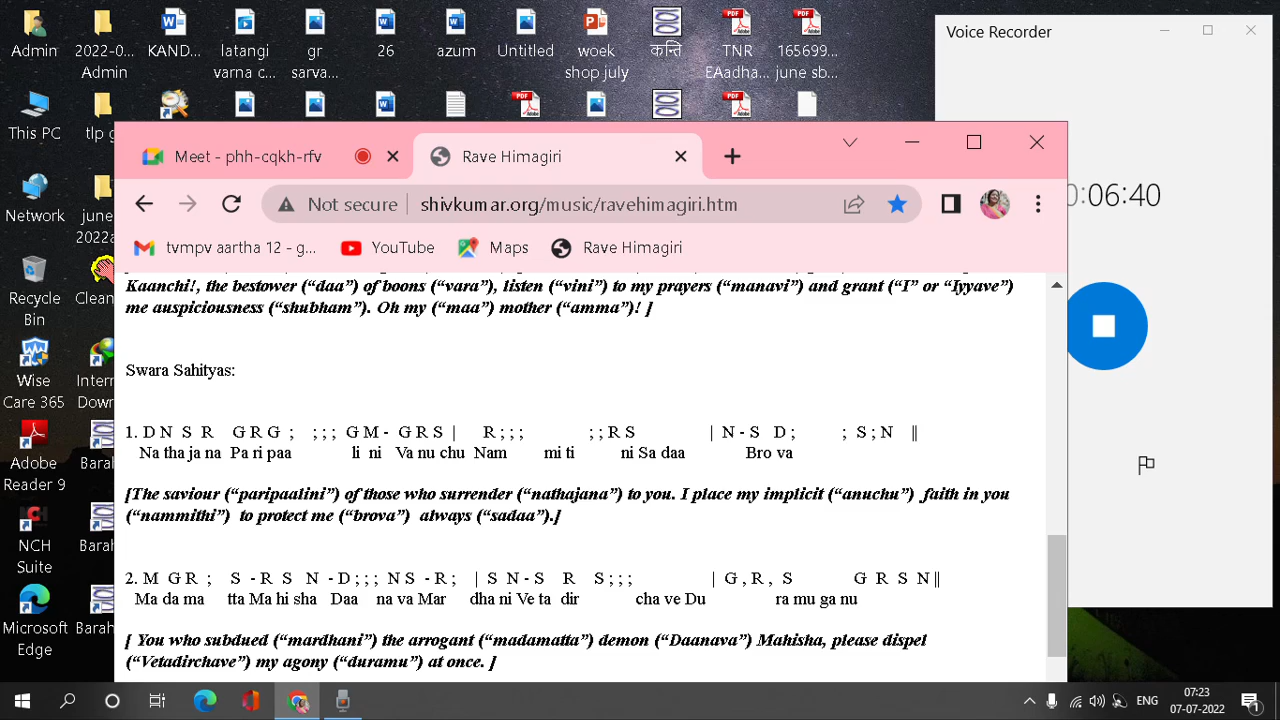 Admin
2022-0...
Admin
KAND...
latangi
varna c...
gr
sarva...
26
azum
Untitled
woek
shop july
कन्ति
TNR
EAadha...
165699...
june sb...
Voice Recorder
This PC
tlp g
Network
june
2022a
Recycle
Bin
Clean
Wise
Care 365
Intern
Down
Adobe
Reader 9
Barah
NCH
Suite
Barah
Microsoft
Edge
Barah
Meet - phh-cqkh-rfv
Rave Himagiri
Not secure
shivkumar.org/music/ravehimagiri.htm
tvmpv aartha 12 - g...
YouTube
Maps
Rave Himagiri
0:06:40
Kaanchi!, the bestower (“daa”) of boons (“vara”), listen (“vini”) to my prayers (“manavi”) and grant (“I” or “Iyyave”)
me auspiciousness (“shubham”). Oh my (“maa”) mother (“amma”)! ]
Swara Sahityas:
1. D N S R G R G ; ; ; ; G M - G R S | R ; ; ; ; ; R S | N - S D ; ; S ; N ||
Na tha ja na Pa ri paa li ni Va nu chu Nam mi ti ni Sa daa Bro va
[The saviour (“paripaalini”) of those who surrender (“nathajana”) to you. I place my implicit (“anuchu”) faith in you
(“nammithi”) to protect me (“brova”) always (“sadaa”).]
2. M G R ; S - R S N - D ; ; ; N S - R ; | S N - S R S ; ; ; | G , R , S G R S N ||
Ma da ma tta Ma hi sha Daa na va Mar dha ni Ve ta dir cha ve Du ra mu ga nu
[ You who subdued (“mardhani”) the arrogant (“madamatta”) demon (“Daanava”) Mahisha, please dispel
(“Vetadirchave”) my agony (“duramu”) at once. ]
ENG
07:23
07-07-2022
1